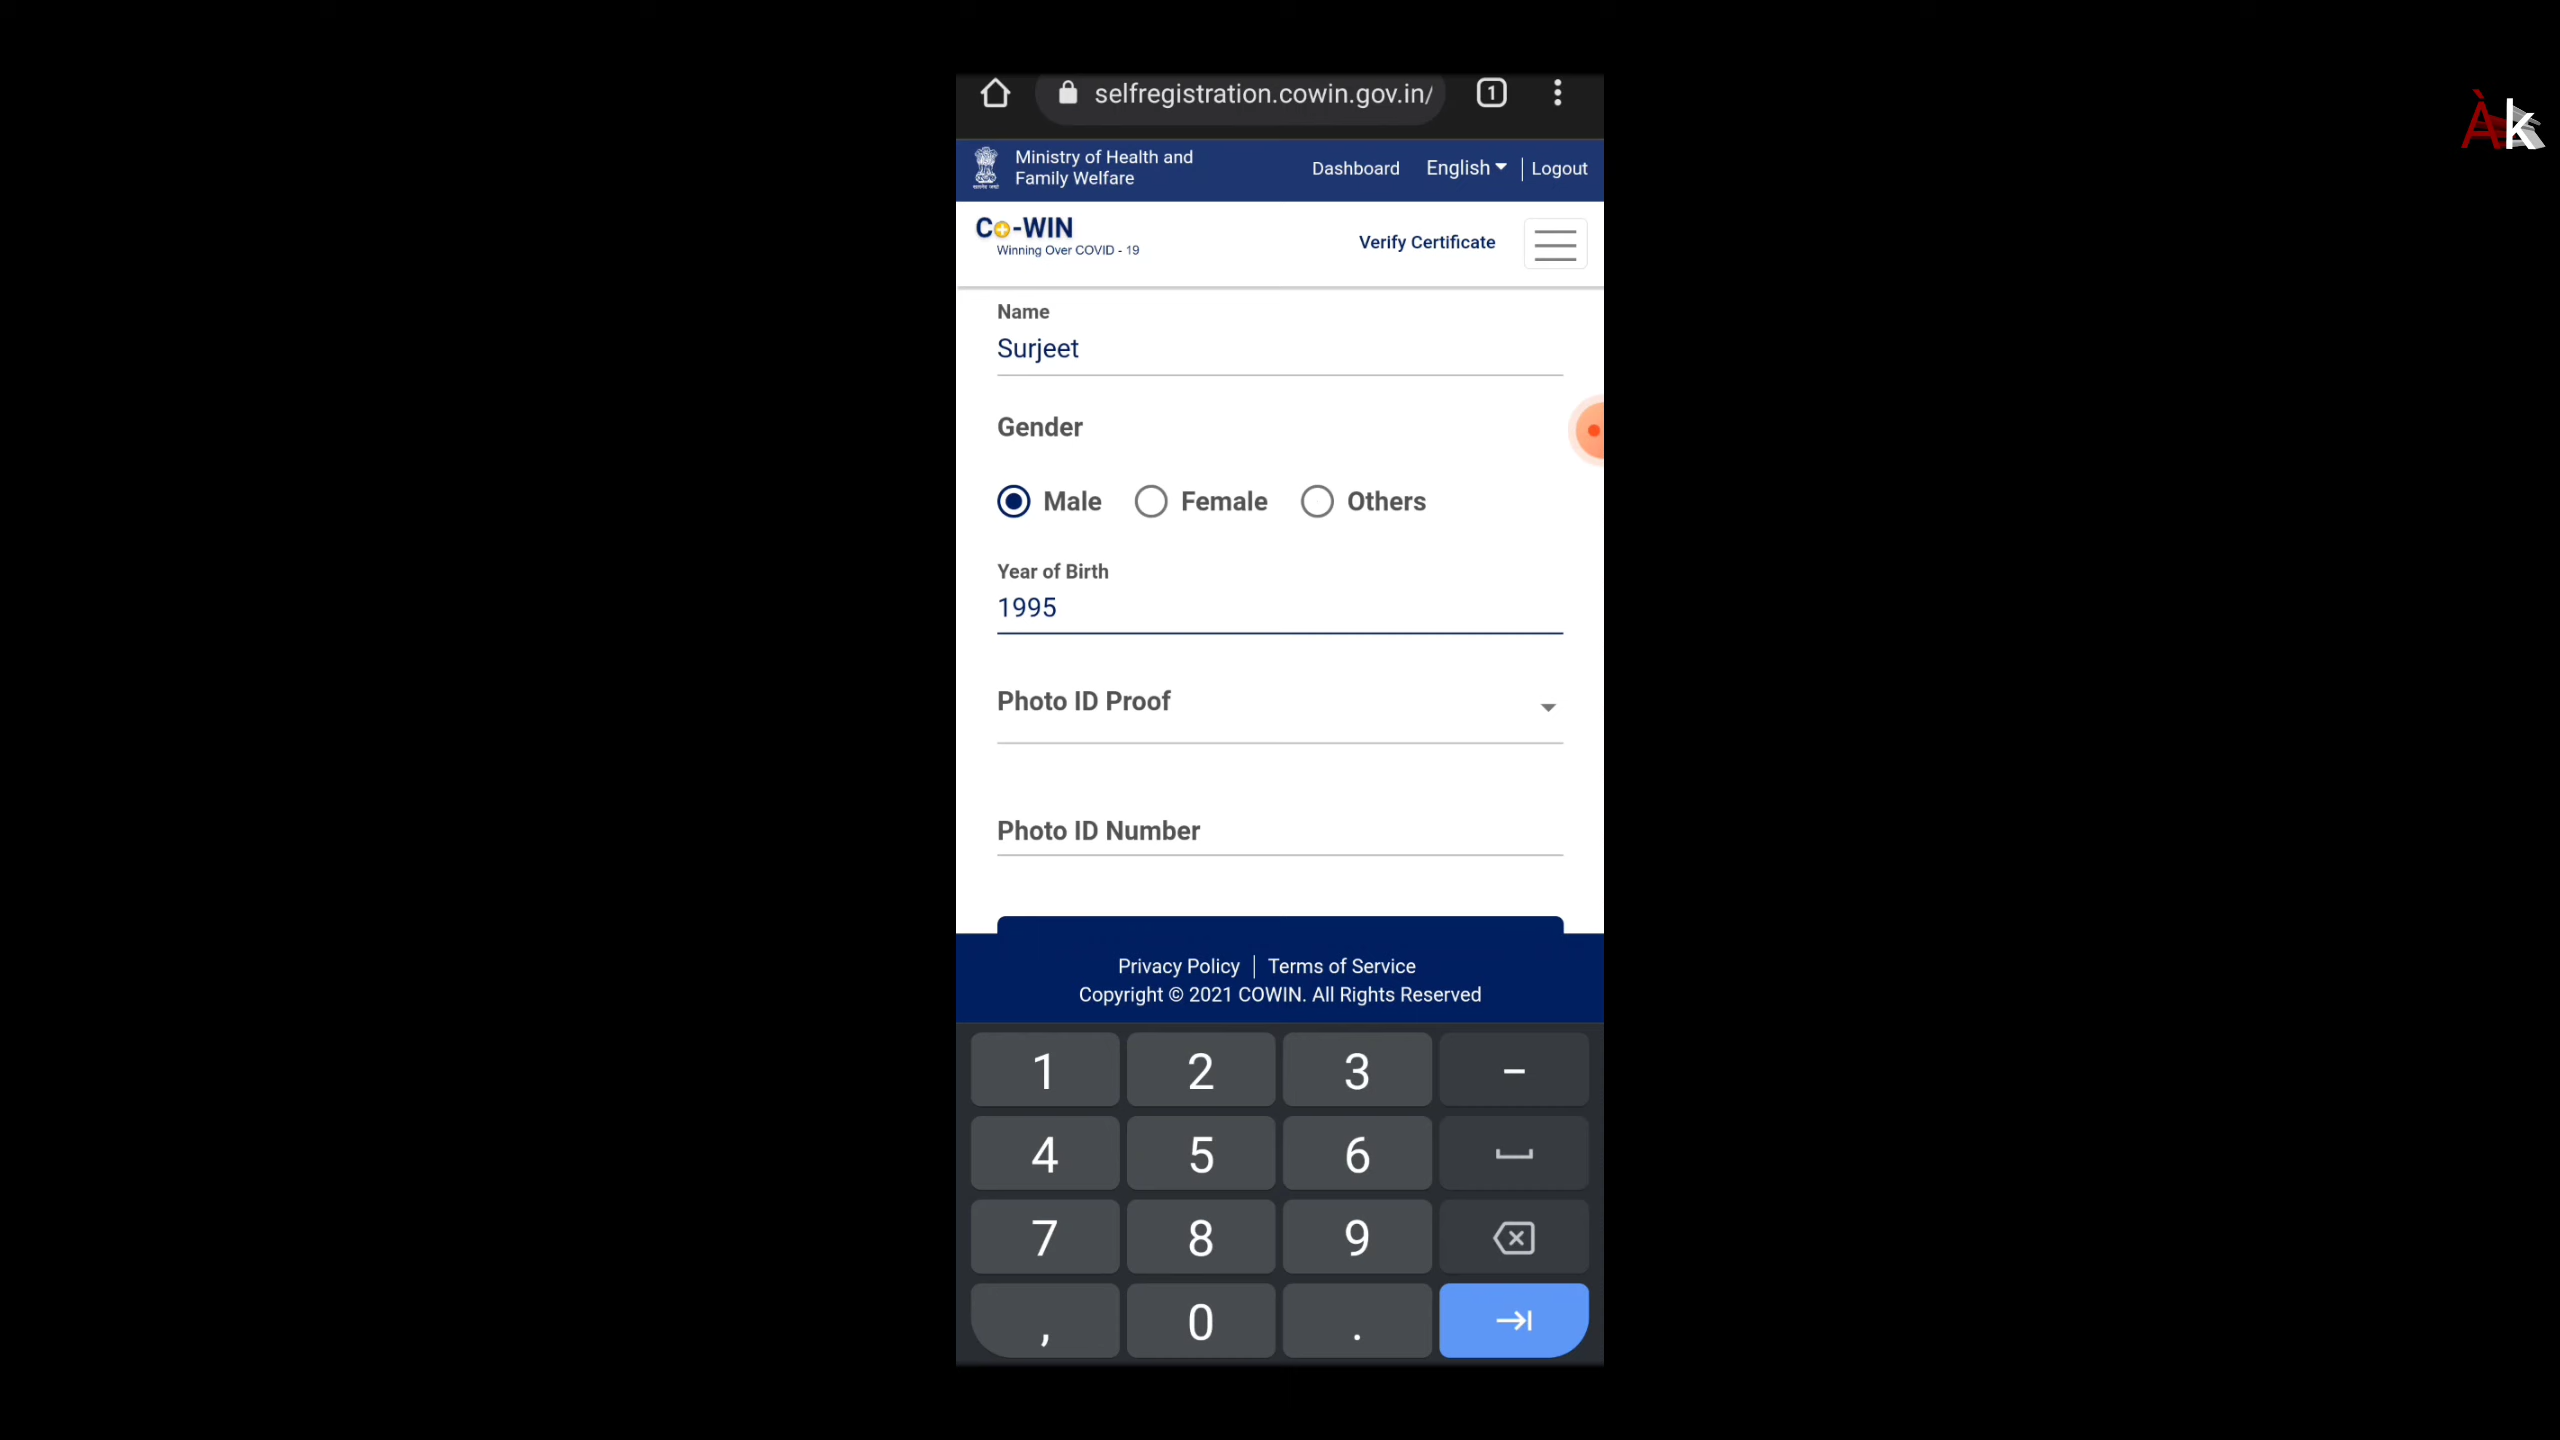 selfregistration.cowin.gov.in/
1
Àk
Ministry of Health and
Family Welfare
Dashboard
English
Logout
Co-WIN
Winning Over COVID - 19
Verify Certificate
Name
Surjeet
Gender
Male
Female
Others
Year of Birth
1995
Photo ID Proof
Photo ID Number
Privacy Policy | Terms of Service
Copyright © 2021 COWIN. All Rights Reserved
1 2 3 –
4 5 6
7 8 9
, 0 .